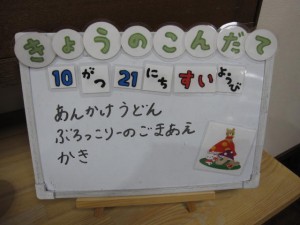 きょうのこんだて
10がつ21にちすいようび
あんかけうどん
ぶろっこりーのごまあえ
かき